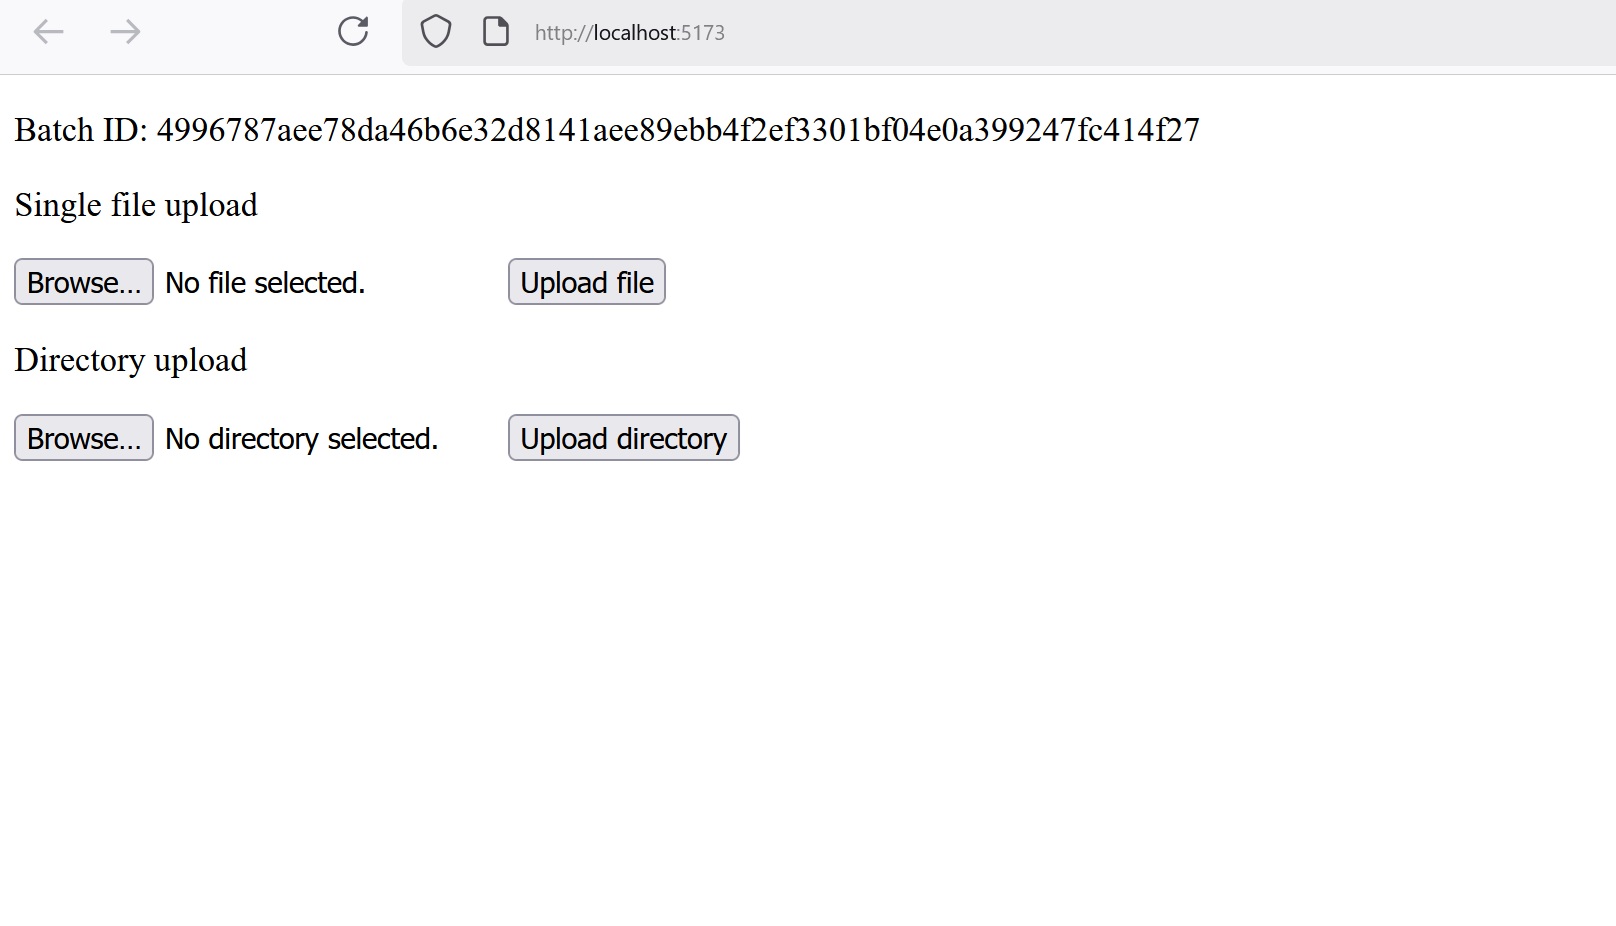 http://localhost:5173
Batch ID: 4996787aee78da46b6e32d8141aee89ebb4f2ef3301bf04e0a399247fc414f27
Single file upload
Browse... No file selected. Upload file
Directory upload
Browse... No directory selected. Upload directory